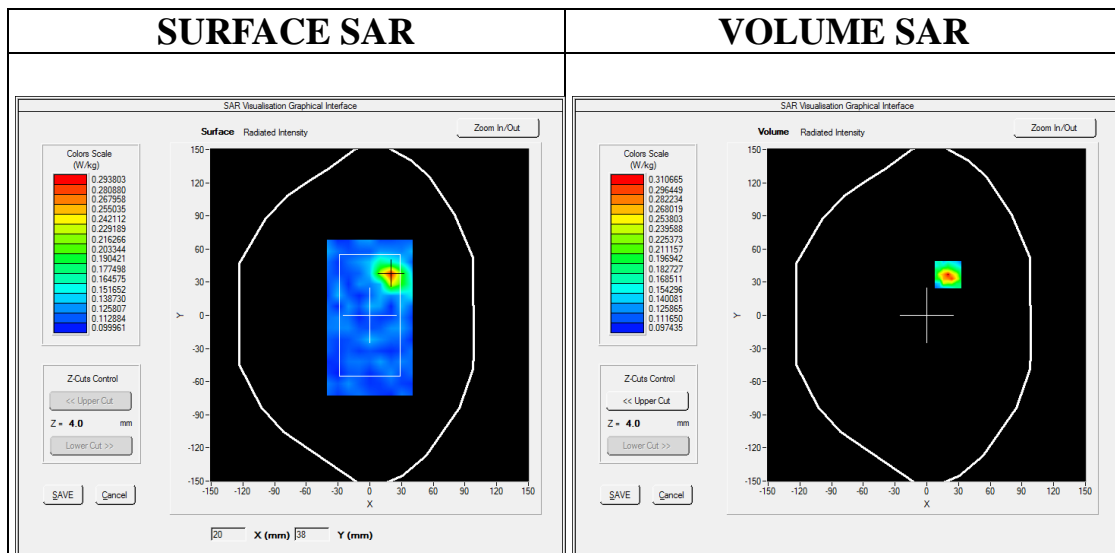 SURFACE SAR
VOLUME SAR
SAR Visualisation Graphical Interface
Surface Radiated Intensity
Zoom In/Out
Colors Scale
(W/kg)
0.293803
0.280880
0.267958
0.255035
0.242112
0.229189
0.216266
0.203344
0.190421
0.177498
0.164575
0.151652
0.138730
0.125807
0.112884
0.099961
150
120
90
60
30
0
-30
-60
-90
-120
-150
Y
-150 -120 -90 -60 -30 0 30 60 90 120 150
X
Z-Cuts Control
<< Upper Cut
Z = 4.0 mm
Lower Cut >>
SAVE Cancel
20 X (mm) 38 Y (mm)
SAR Visualisation Graphical Interface
Volume Radiated Intensity
Zoom In/Out
Colors Scale
(W/kg)
0.310665
0.296449
0.282234
0.268019
0.253803
0.239588
0.225373
0.211157
0.196942
0.182727
0.168511
0.154296
0.140081
0.125865
0.111650
0.097435
150
120
90
60
30
0
-30
-60
-90
-120
-150
Y
-150 -120 -90 -60 -30 0 30 60 90 120 150
X
Z-Cuts Control
<< Upper Cut
Z = 4.0 mm
Lower Cut >>
SAVE Cancel